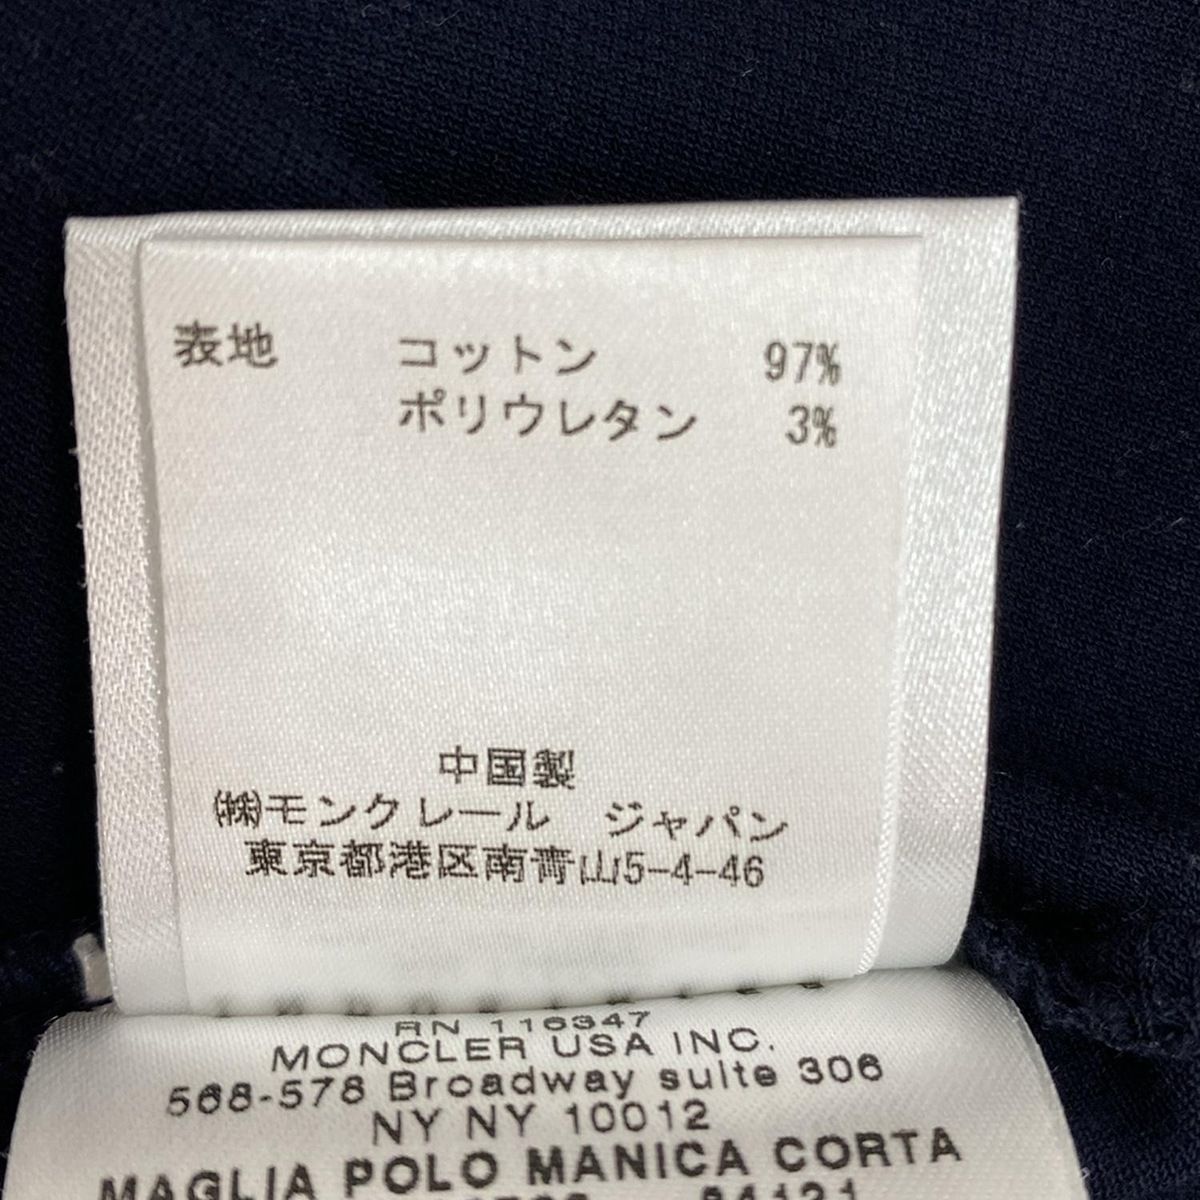 表地 コットン 97%
ポリウレタン 3%
中国製
㈱モンクレール ジャパン
東京都港区南青山5-4-46
RN 116347
MONCLER USA INC.
568-578 Broadway suite 306
NY NY 10012
MAGLIA POLO MANICA CORTA